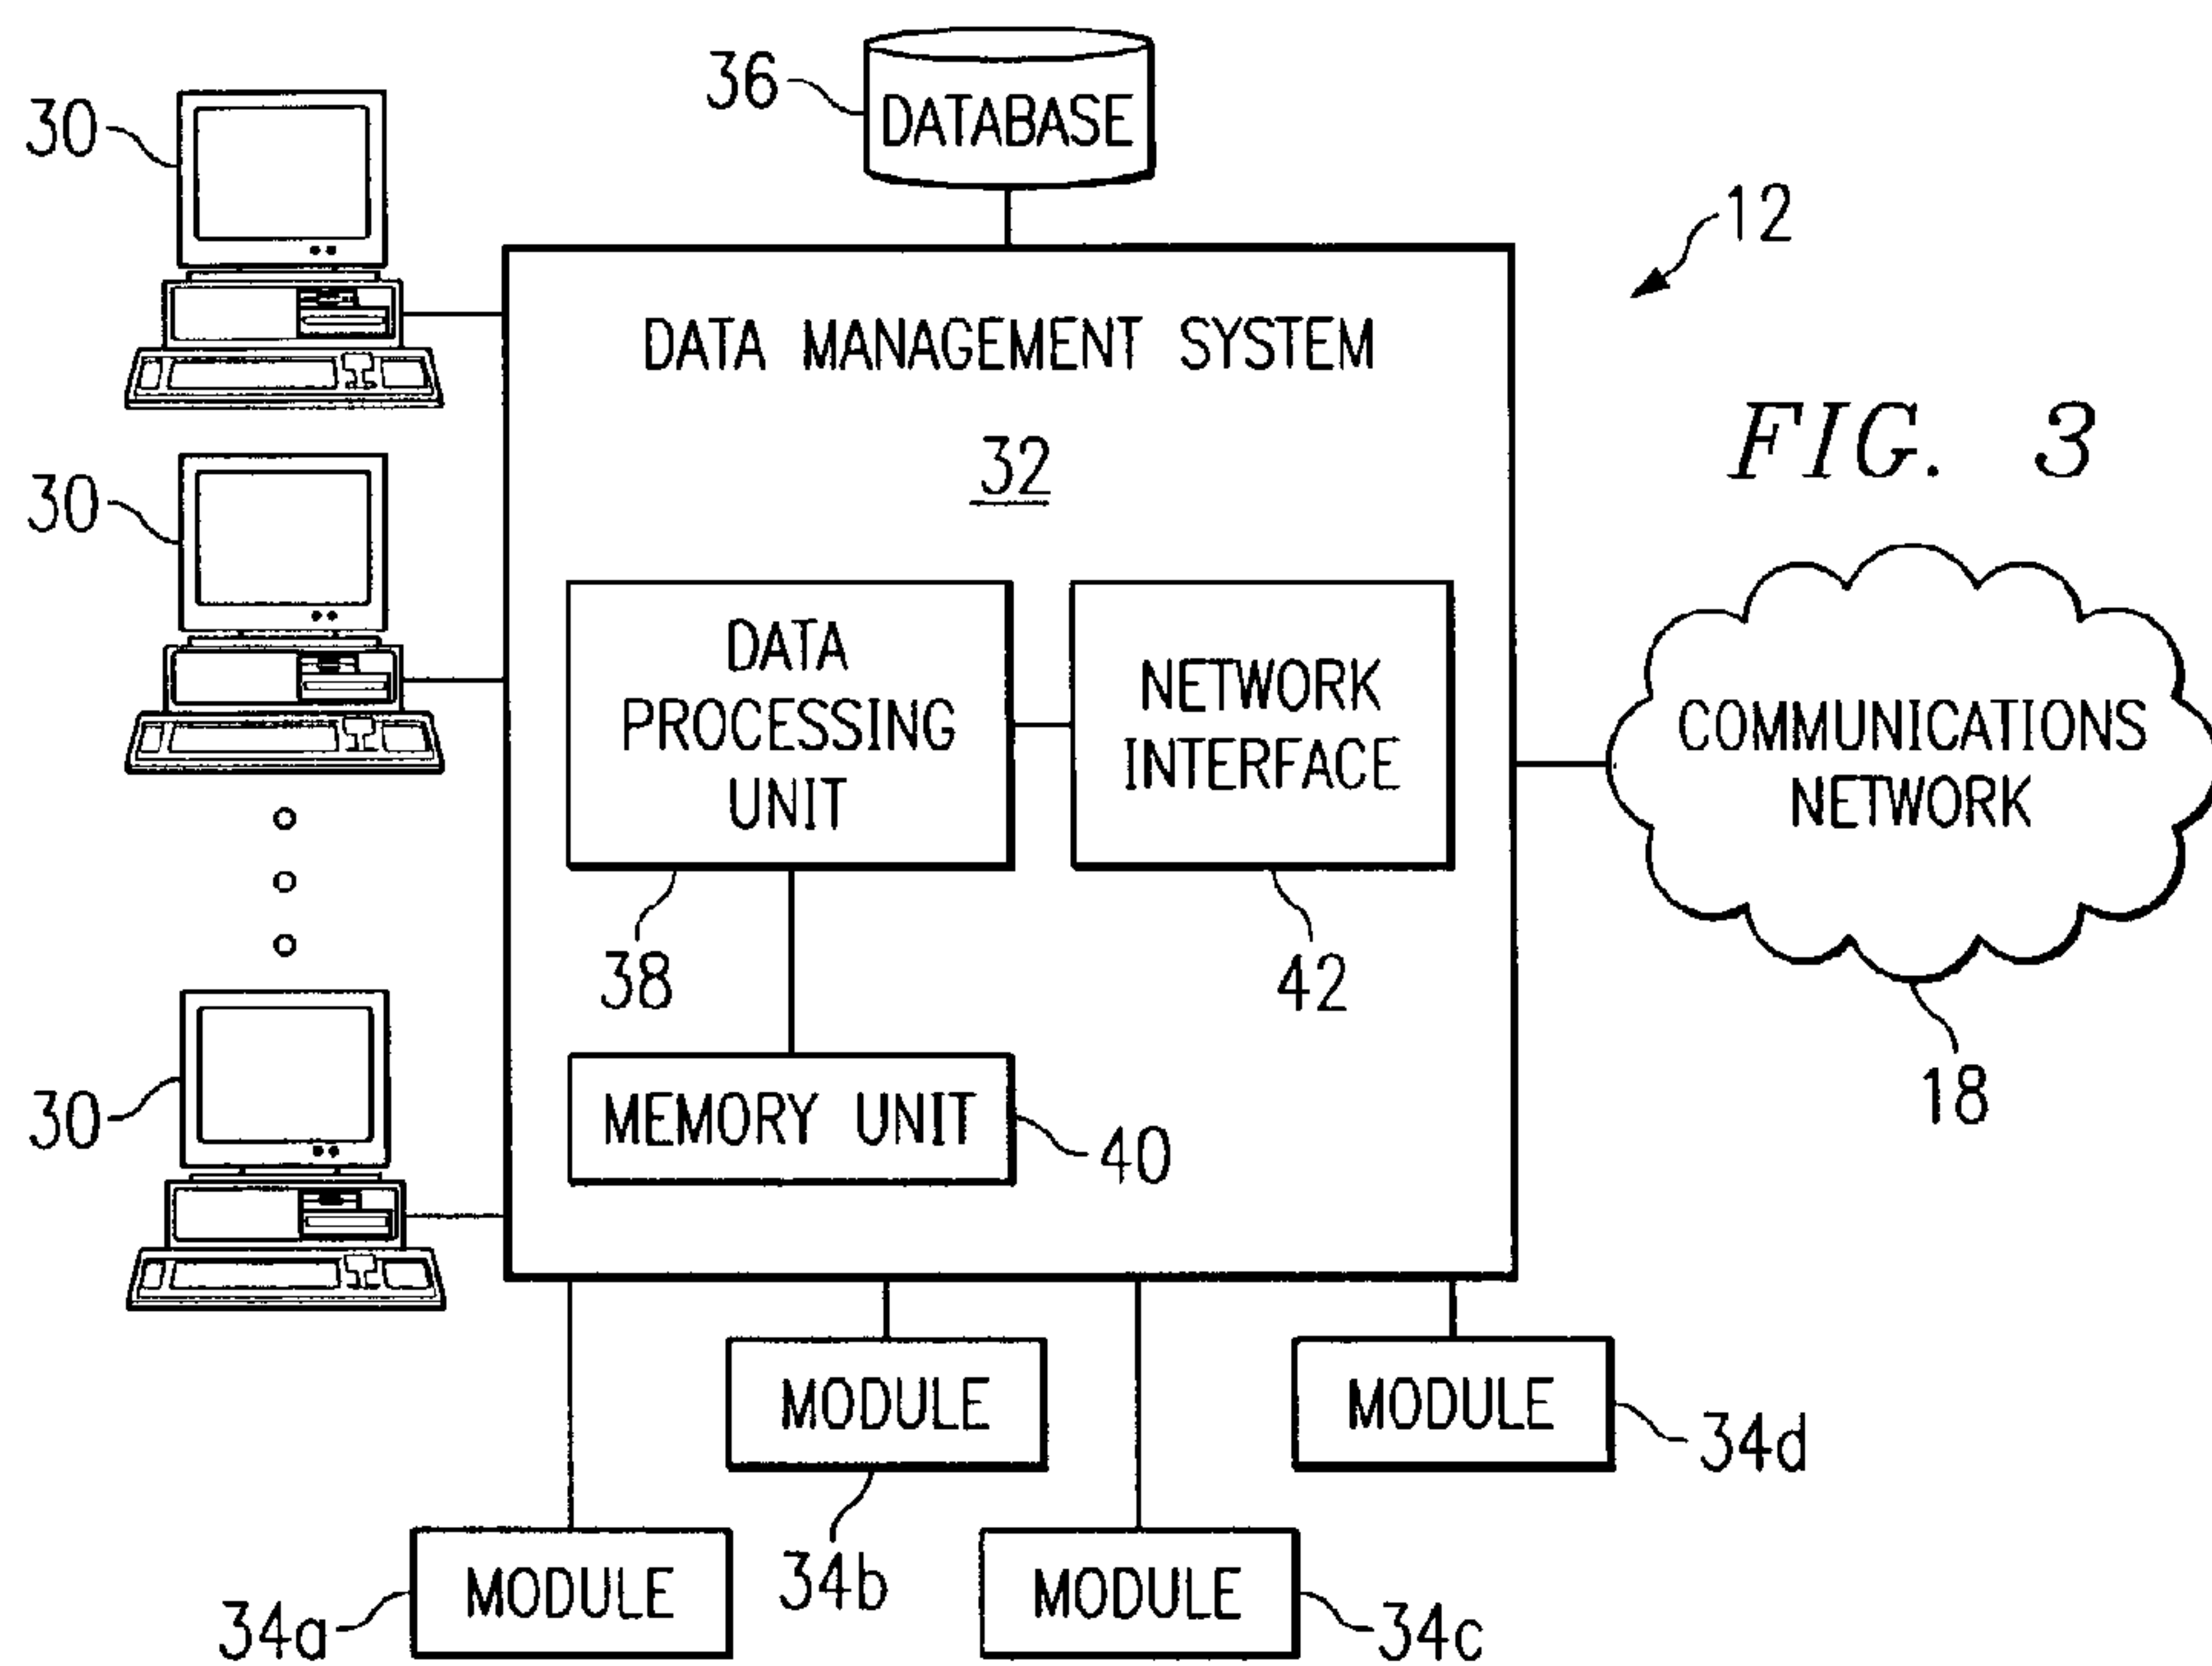 36
DATABASE
30
12
DATA MANAGEMENT SYSTEM
32
FIG. 3
30
DATA
PROCESSING
UNIT
NETWORK
INTERFACE
COMMUNICATIONS
NETWORK
38
42
18
30
MEMORY UNIT
40
MODULE
34b
MODULE
34d
MODULE
34a
MODULE
34c